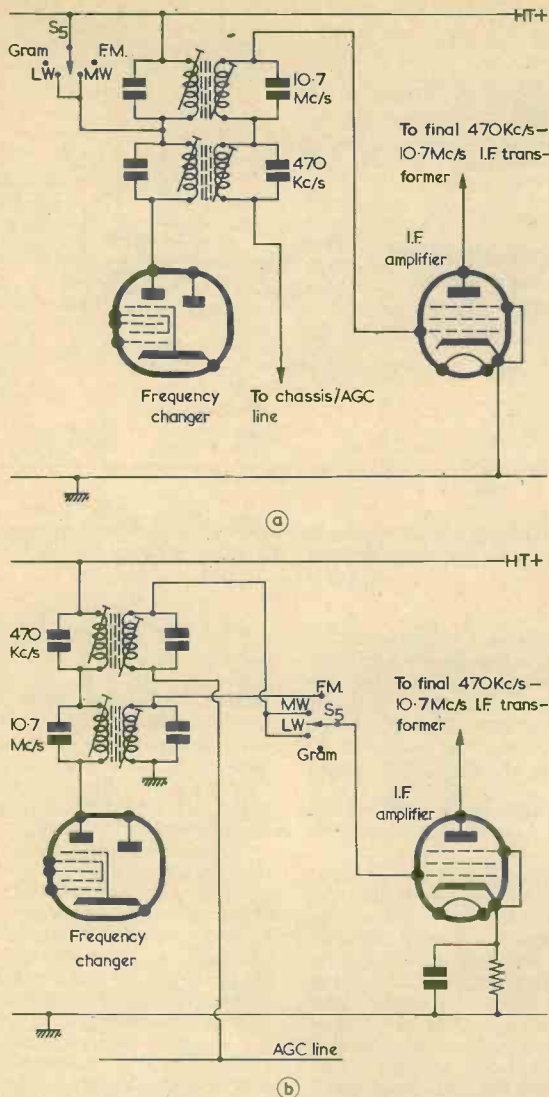 HT+
S5
Gram
F.M.
LW
MW
10·7
Mc/s
470
Kc/s
To final 470Kc/s—
10·7Mc/s I.F. trans-
former
I.F.
amplifier
Frequency
changer
To chassis/AGC
line
a
HT+
470
Kc/s
10·7
Mc/s
F.M.
MW
S5
LW
Gram
To final 470Kc/s—
10·7Mc/s I.F. trans-
former
I.F.
amplifier
Frequency
changer
AGC line
b